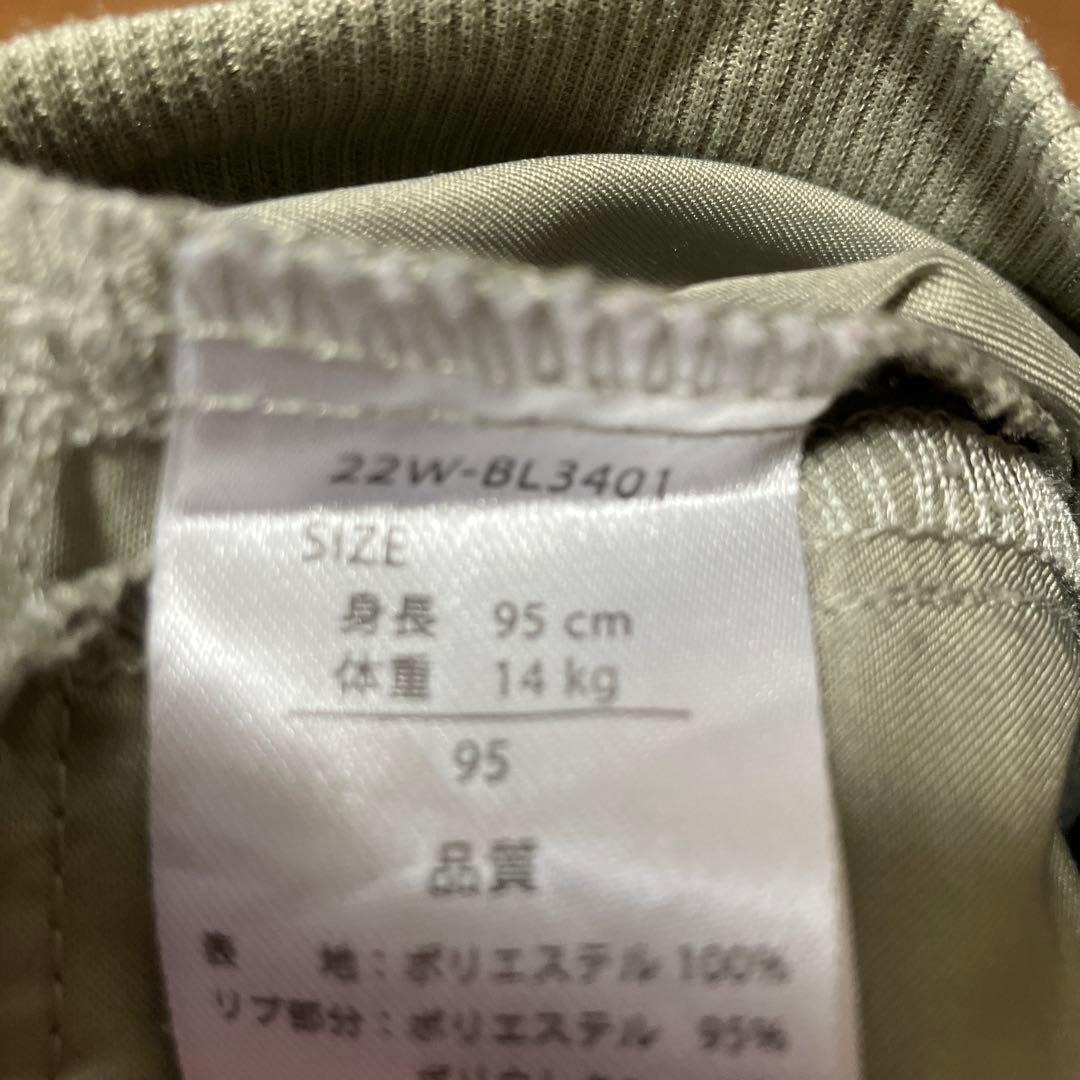 22W-BL3401
SIZE
身長 95 cm
体重 14 kg
95
品質
表 地：ポリエステル 100%
リブ部分：ポリエステル 95%